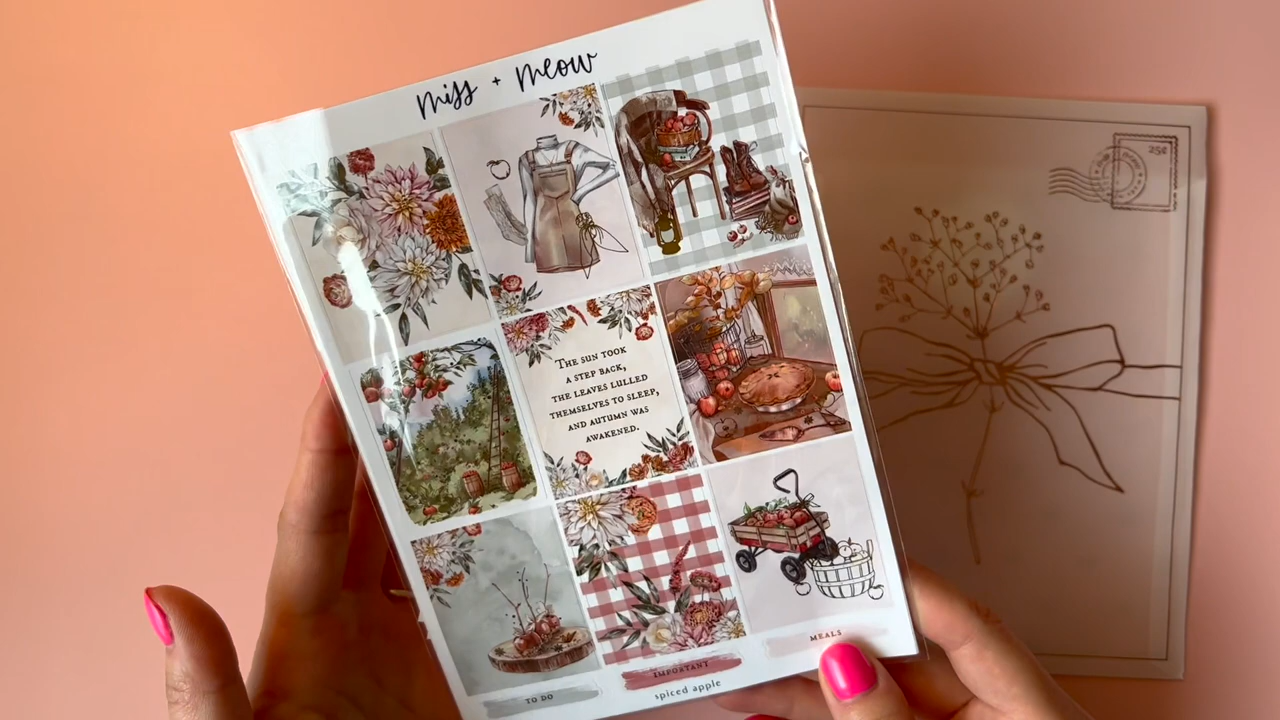 miss + meow
25¢
THE SUN TOOK
A STEP BACK,
THE LEAVES LULLED
THEMSELVES TO SLEEP,
AND AUTUMN WAS
AWAKENED.
TO DO
IMPORTANT
MEALS
spiced apple